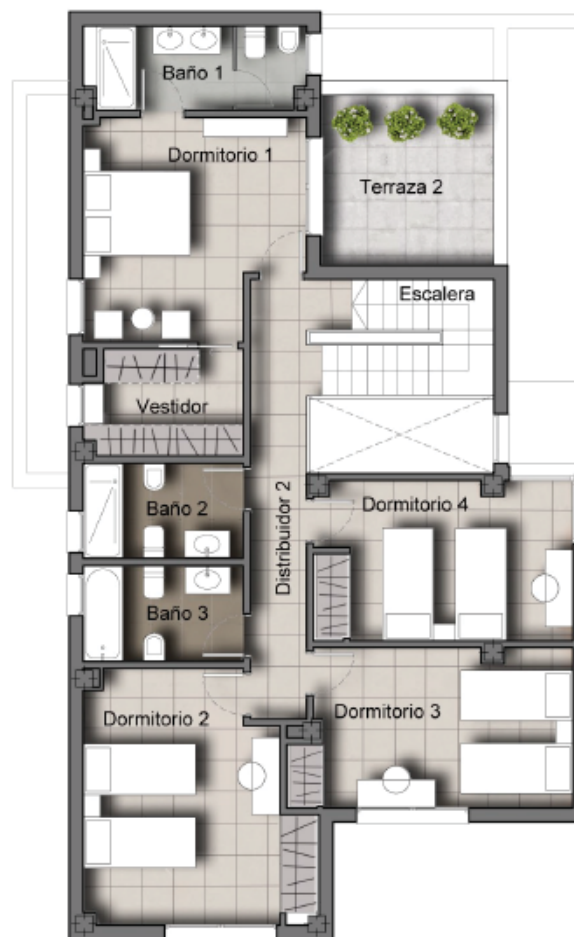 Baño 1
Dormitorio 1
Terraza 2
Escalera
Vestidor
Baño 2
Distribuidor 2
Dormitorio 4
Baño 3
Dormitorio 2
Dormitorio 3